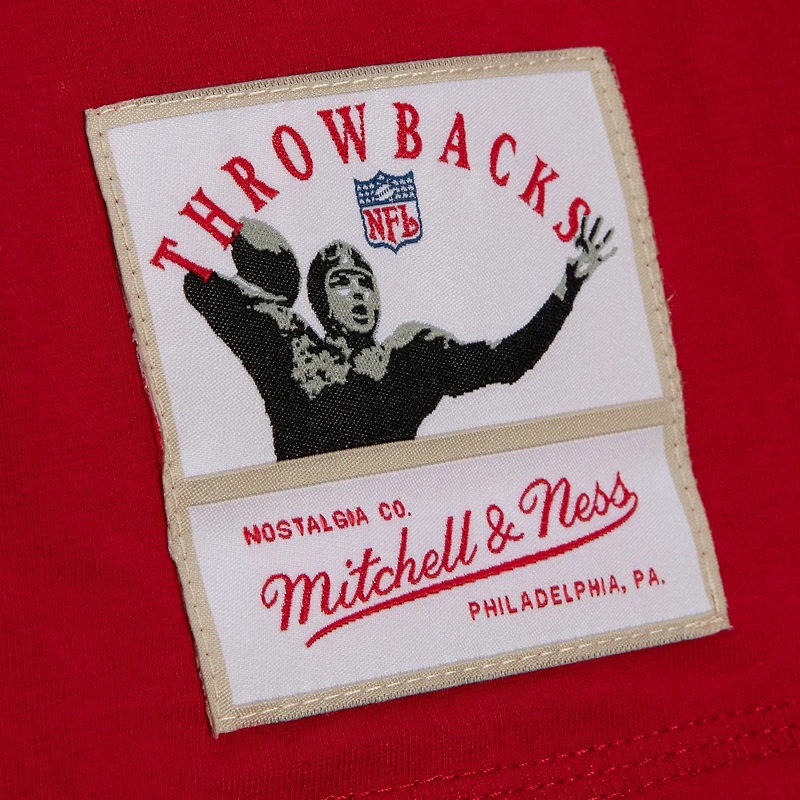 THROWBACKS
NFL
NOSTALGIA CO.
Mitchell & Ness
PHILADELPHIA, PA.